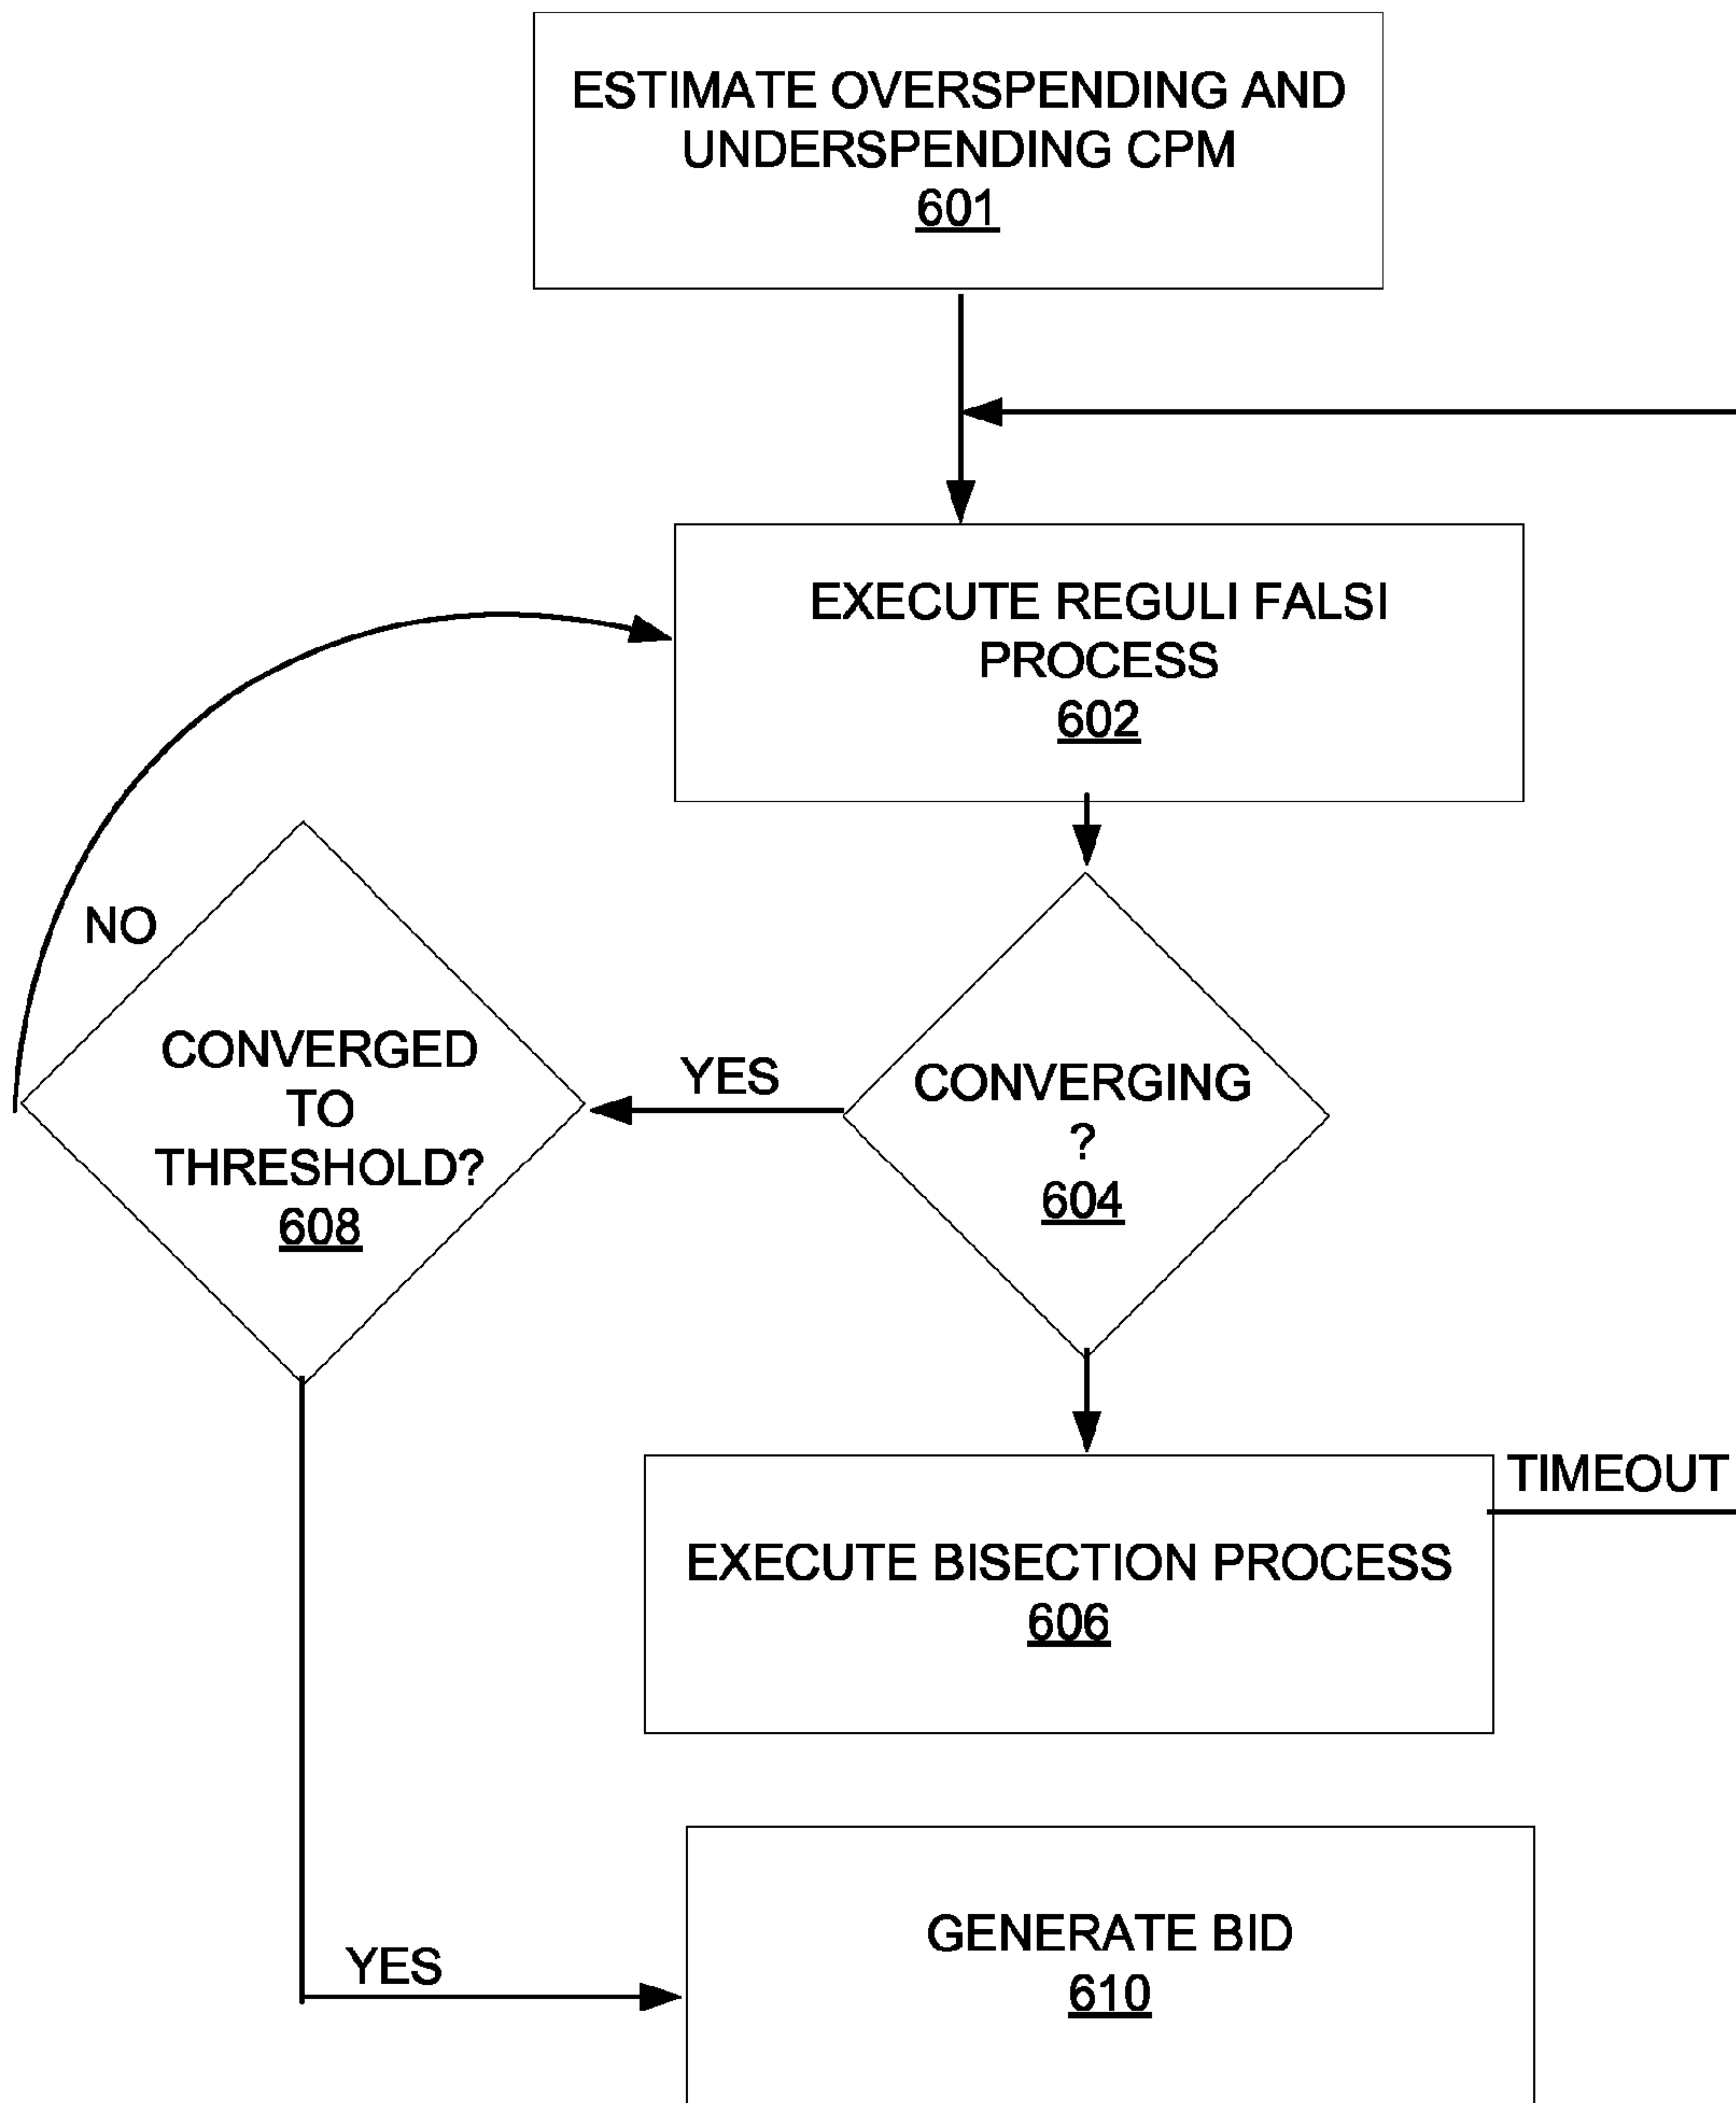 ESTIMATE OVERSPENDING AND
UNDERSPENDING CPM
601
EXECUTE REGULI FALSI
PROCESS
602
NO
CONVERGED
TO
THRESHOLD?
608
YES
CONVERGING
?
604
TIMEOUT
EXECUTE BISECTION PROCESS
606
GENERATE BID
610
YES